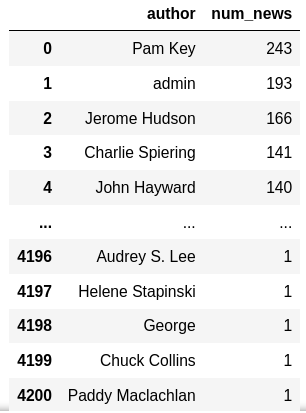 author num_news
0 Pam Key 243
1 admin 193
2 Jerome Hudson 166
3 Charlie Spiering 141
4 John Hayward 140
... ... ...
4196 Audrey S. Lee 1
4197 Helene Stapinski 1
4198 George 1
4199 Chuck Collins 1
4200 Paddy Maclachlan 1